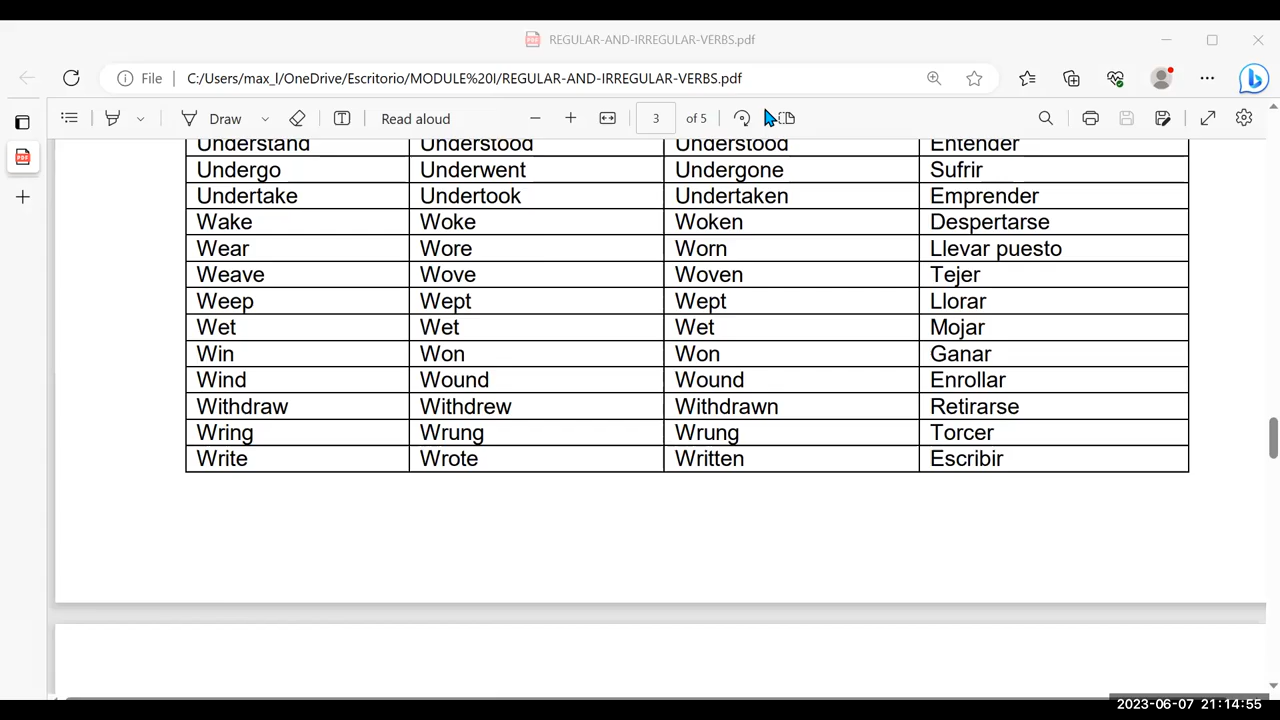 REGULAR-AND-IRREGULAR-VERBS.pdf
File C:/Users/max_l/OneDrive/Escritorio/MODULE%20I/REGULAR-AND-IRREGULAR-VERBS.pdf
Draw Read aloud 3 of 5
Understand Understood Understood Entender
Undergo Underwent Undergone Sufrir
Undertake Undertook Undertaken Emprender
Wake Woke Woken Despertarse
Wear Wore Worn Llevar puesto
Weave Wove Woven Tejer
Weep Wept Wept Llorar
Wet Wet Wet Mojar
Win Won Won Ganar
Wind Wound Wound Enrollar
Withdraw Withdrew Withdrawn Retirarse
Wring Wrung Wrung Torcer
Write Wrote Written Escribir
2023-06-07 21:14:55